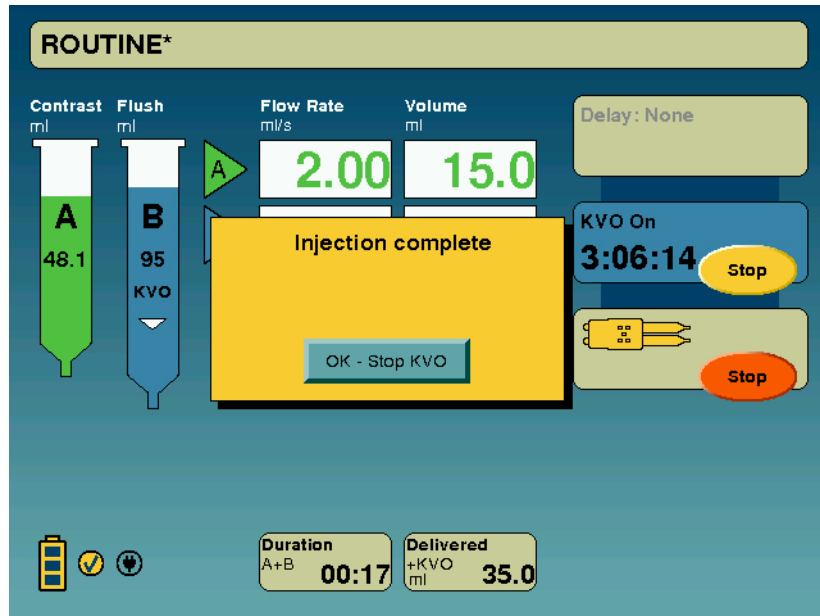 ROUTINE*
Contrast Flush Flow Rate Volume
ml ml ml/s ml
Delay: None
A 2.00 15.0
A B
48.1 95
KVO
Injection complete
OK - Stop KVO
KVO On
3:06:14 Stop
Stop
Duration
A+B 00:17
Delivered
+KVO
ml 35.0